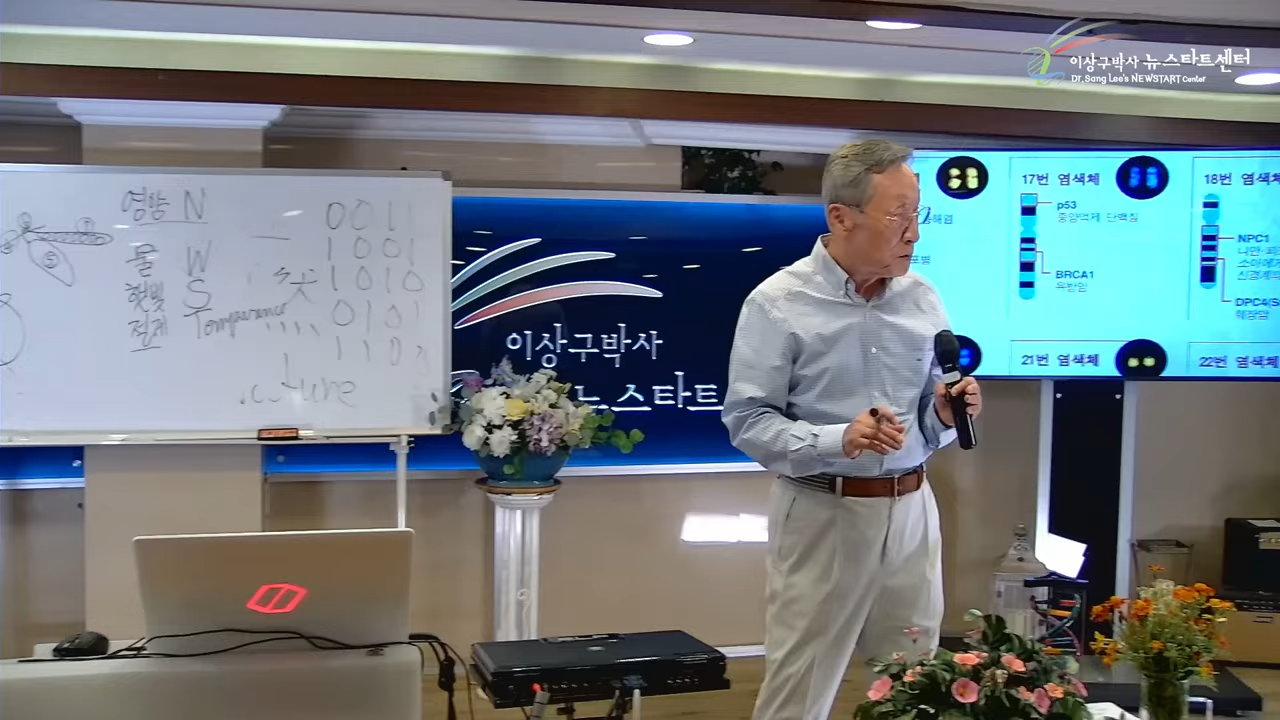 이상구박사 뉴스타트센터
Dr. Sang Lee's NEWSTART Center
영양 N 0011
물 W 1001
햇빛 S 빛 1010
절제 Temperance 0101
1101
이상구박사
뉴스타트
17번 염색체
p53
종양억제 단백질
BRCA1
유방암
18번 염색체
NPC1
DPC4/S
췌장암
21번 염색체
22번 염색체